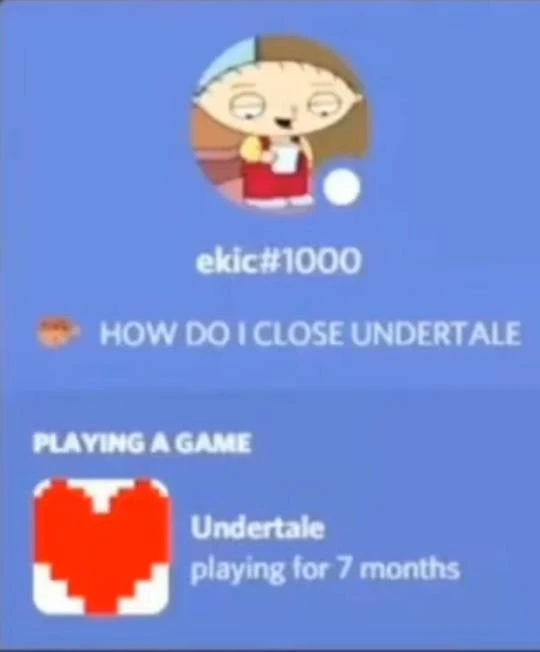 ekic#1000
HOW DO I CLOSE UNDERTALE
PLAYING A GAME
Undertale
playing for 7 months